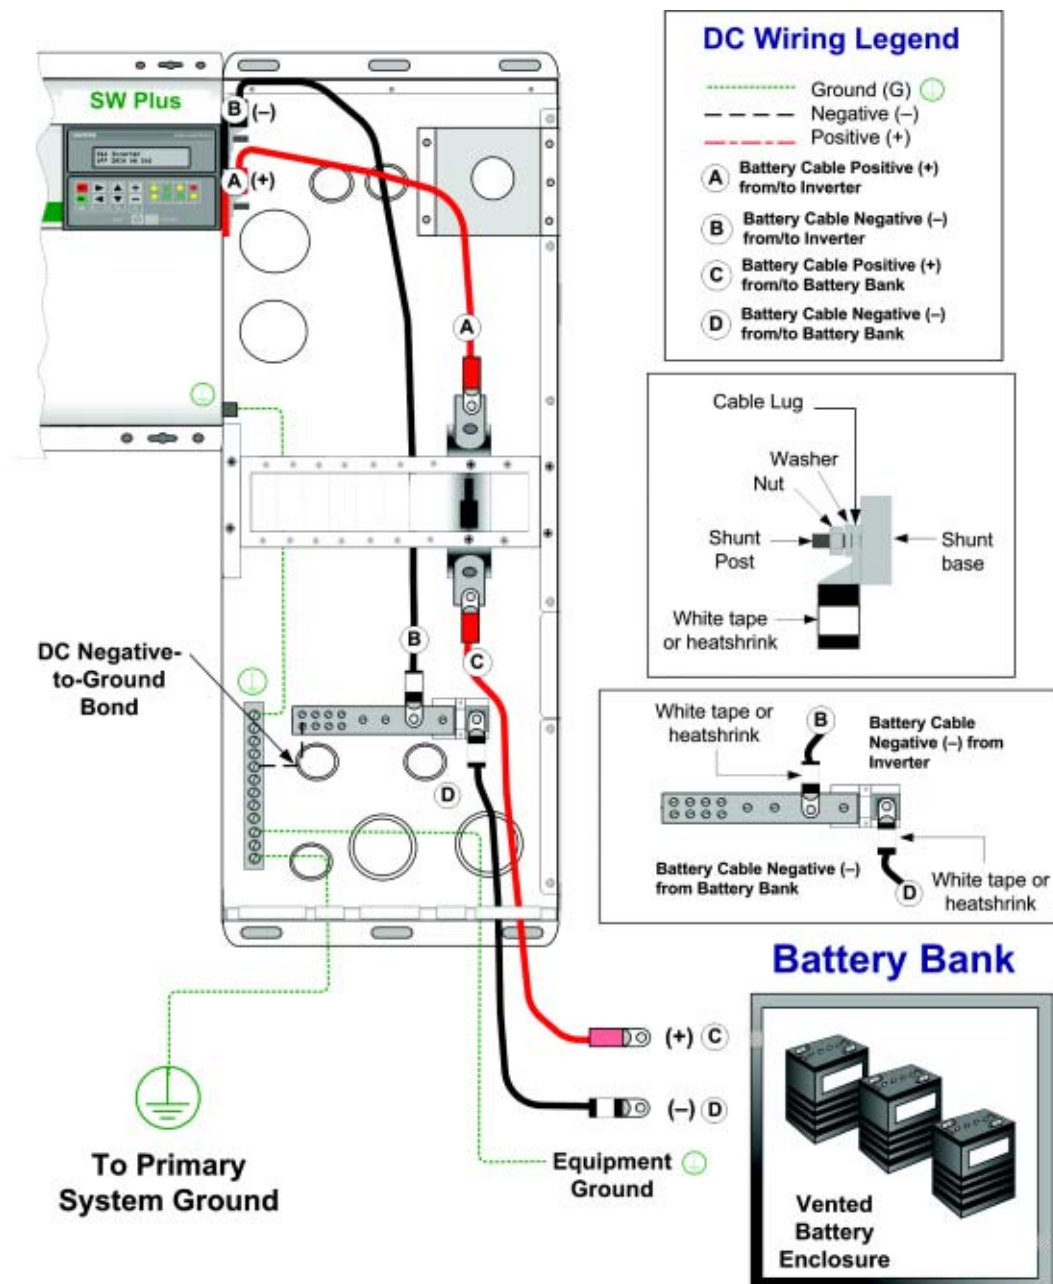 SW Plus
B (–)
A (+)
A
B
C
D
DC Negative-
to-Ground
Bond
To Primary
System Ground
Equipment
Ground
(+) C
(–) D
DC Wiring Legend
Ground (G)
Negative (–)
Positive (+)
A Battery Cable Positive (+)
from/to Inverter
B Battery Cable Negative (–)
from/to Inverter
C Battery Cable Positive (+)
from/to Battery Bank
D Battery Cable Negative (–)
from/to Battery Bank
Cable Lug
Washer
Nut
Shunt
Post
Shunt
base
White tape
or heatshrink
White tape or
heatshrink
B
Battery Cable
Negative (–) from
Inverter
Battery Cable Negative (–)
from Battery Bank
D
White tape or
heatshrink
Battery Bank
Vented
Battery
Enclosure